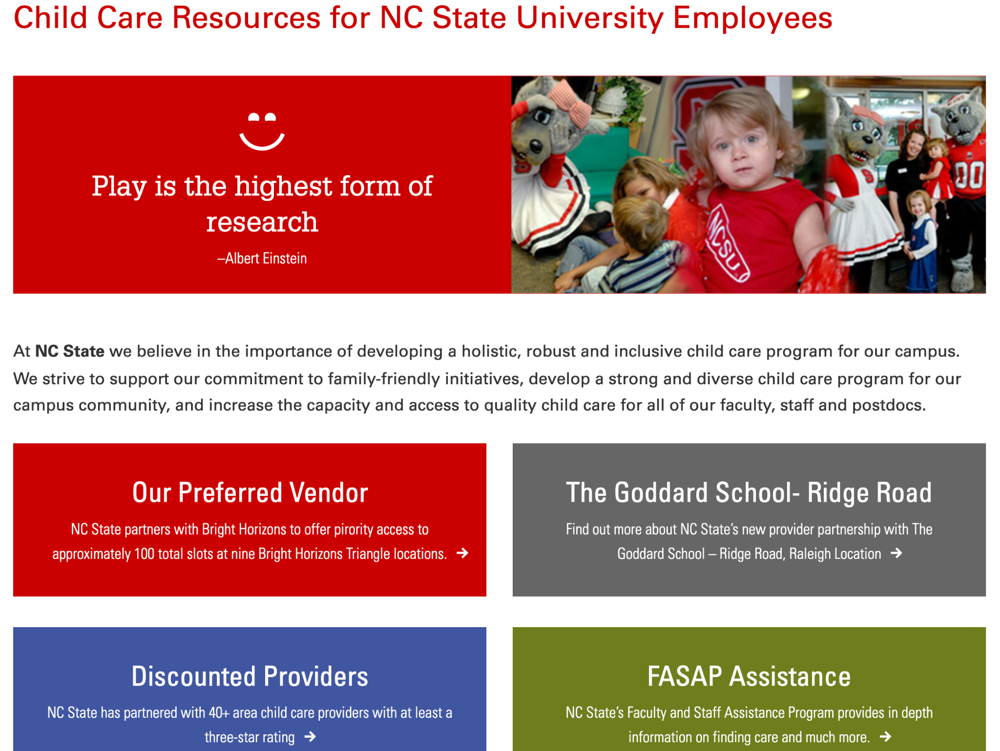 Child Care Resources for NC State University Employees
Play is the highest form of
research
–Albert Einstein
NCSU
S
S
NC STATE
00
At NC State we believe in the importance of developing a holistic, robust and inclusive child care program for our campus.
We strive to support our commitment to family-friendly initiatives, develop a strong and diverse child care program for our
campus community, and increase the capacity and access to quality child care for all of our faculty, staff and postdocs.
Our Preferred Vendor
NC State partners with Bright Horizons to offer pirority access to
approximately 100 total slots at nine Bright Horizons Triangle locations. →
The Goddard School- Ridge Road
Find out more about NC State’s new provider partnership with The
Goddard School – Ridge Road, Raleigh Location →
Discounted Providers
NC State has partnered with 40+ area child care providers with at least a
three-star rating →
FASAP Assistance
NC State’s Faculty and Staff Assistance Program provides in depth
information on finding care and much more. →